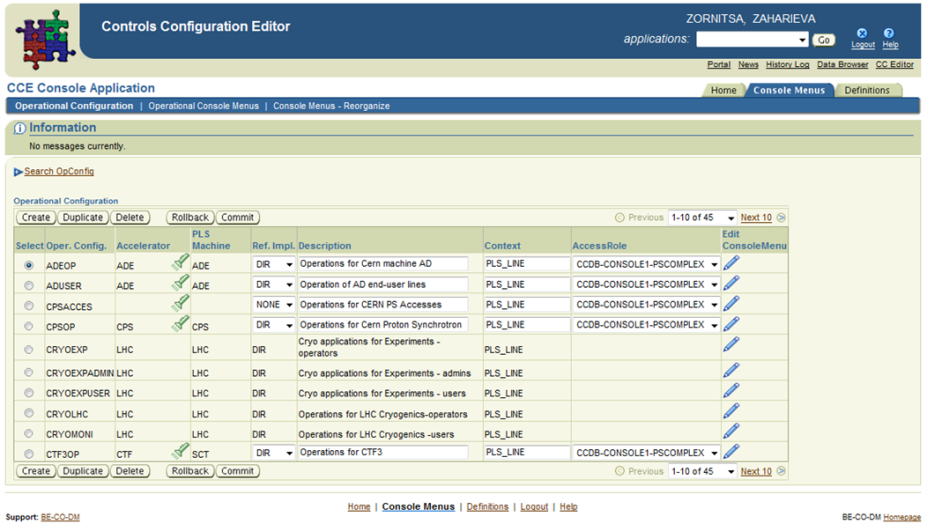 ZORNITSA, ZAHARIEVA
Controls Configuration Editor
applications: Go Logout Help
Portal News History Log Data Browser CC Editor
CCE Console Application
Home Console Menus Definitions
Operational Configuration | Operational Console Menus | Console Menus - Reorganize
Information
No messages currently.
Search OpConfig
Operational Configuration
Create Duplicate Delete Rollback Commit Previous 1-10 of 45 Next 10
Select Oper. Config. Accelerator PLS Machine Ref. Impl. Description Context AccessRole Edit ConsoleMenu
ADEOP ADE ADE DIR Operations for Cern machine AD PLS_LINE CCDB-CONSOLE1-PSCOMPLEX
ADUSER ADE ADE DIR Operation of AD end-user lines PLS_LINE CCDB-CONSOLE1-PSCOMPLEX
CPSACCES NONE Operations for CERN PS Accesses PLS_LINE CCDB-CONSOLE1-PSCOMPLEX
CPSOP CPS CPS DIR Operations for Cern Proton Synchrotron PLS_LINE CCDB-CONSOLE1-PSCOMPLEX
CRYOEXP LHC LHC DIR Cryo applications for Experiments - operators PLS_LINE
CRYOEXPADMIN LHC LHC DIR Cryo applications for Experiments - admins PLS_LINE
CRYOEXPUSER LHC LHC DIR Cryo applications for Experiments - users PLS_LINE
CRYOLHC LHC LHC DIR Operations for LHC Cryogenics-operators PLS_LINE
CRYOMONI LHC LHC DIR Operations for LHC Cryogenics -users PLS_LINE
CTF3OP CTF SCT DIR Operations for CTF3 PLS_LINE CCDB-CONSOLE1-PSCOMPLEX
Create Duplicate Delete Rollback Commit Previous 1-10 of 45 Next 10
Home | Console Menus | Definitions | Logout | Help
Support: BE-CO-DM BE-CO-DM Homepage